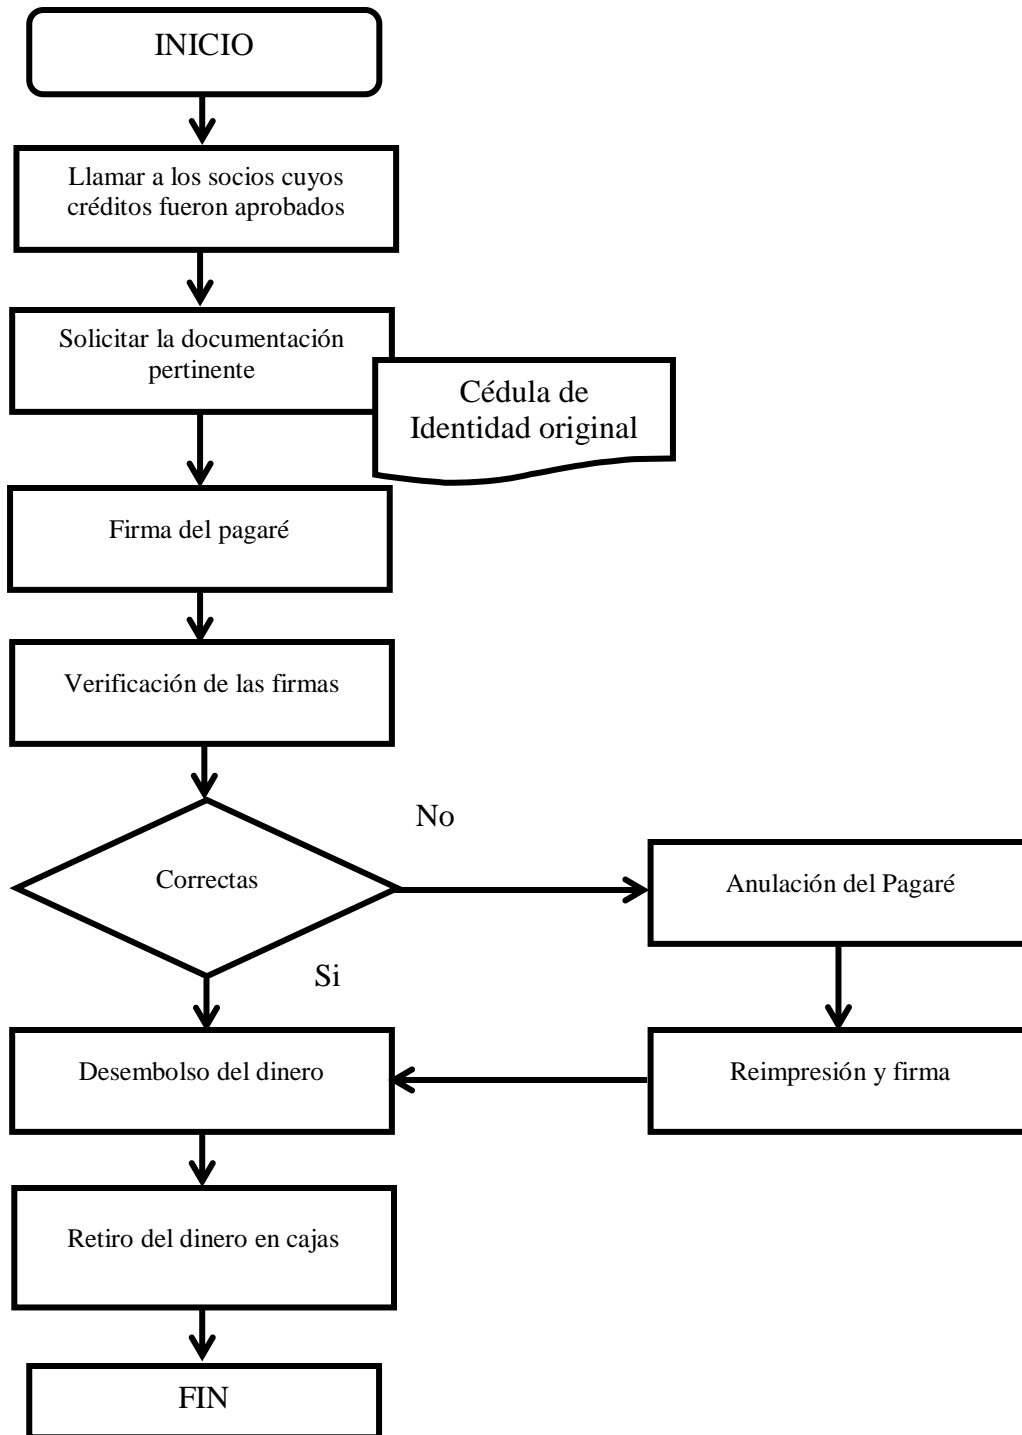 INICIO
Llamar a los socios cuyos
créditos fueron aprobados
Solicitar la documentación
pertinente
Cédula de
Identidad original
Firma del pagaré
Verificación de las firmas
No
Correctas
Anulación del Pagaré
Si
Desembolso del dinero
Reimpresión y firma
Retiro del dinero en cajas
FIN